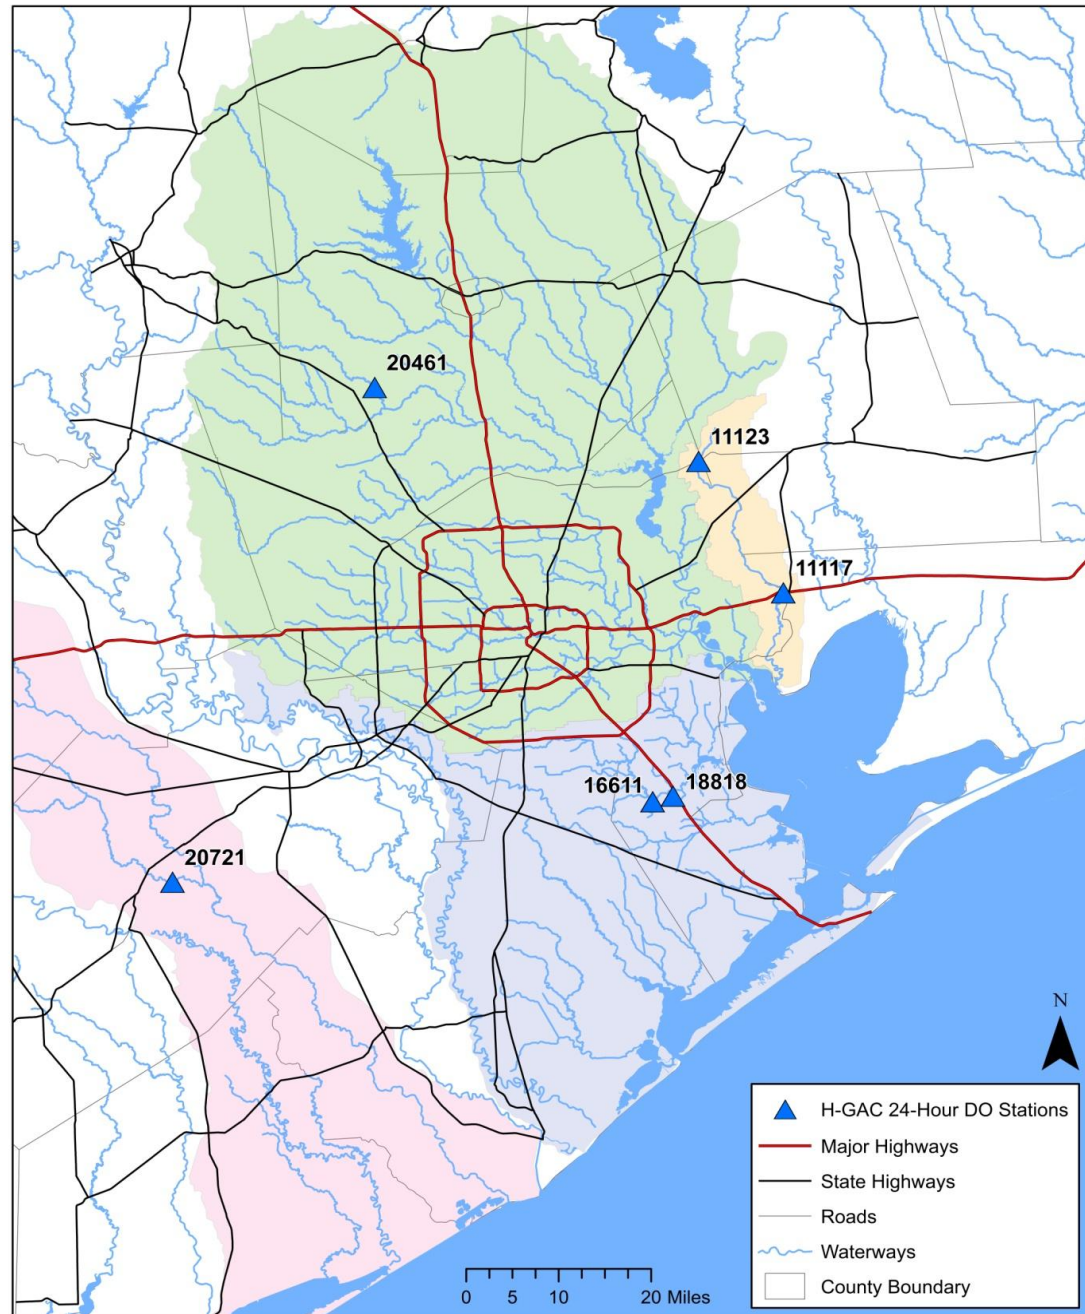 20461
11123
11117
16611
18818
20721
N
H-GAC 24-Hour DO Stations
Major Highways
State Highways
Roads
Waterways
County Boundary
0 5 10 20 Miles